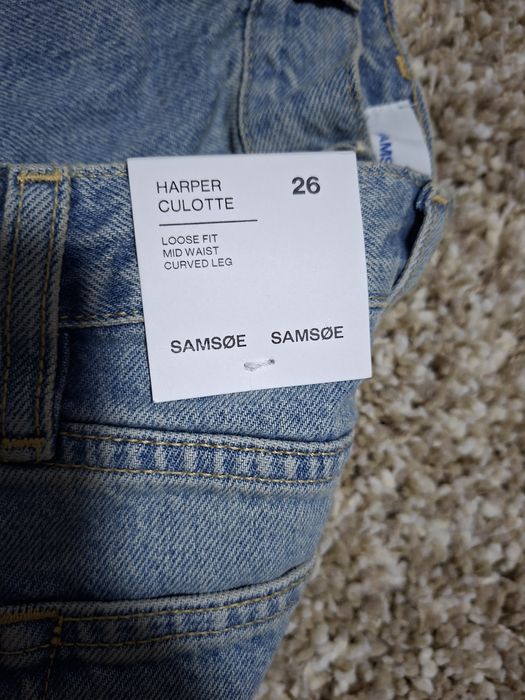 HARPER
CULOTTE
26
LOOSE FIT
MID WAIST
CURVED LEG
SAMSØE SAMSØE